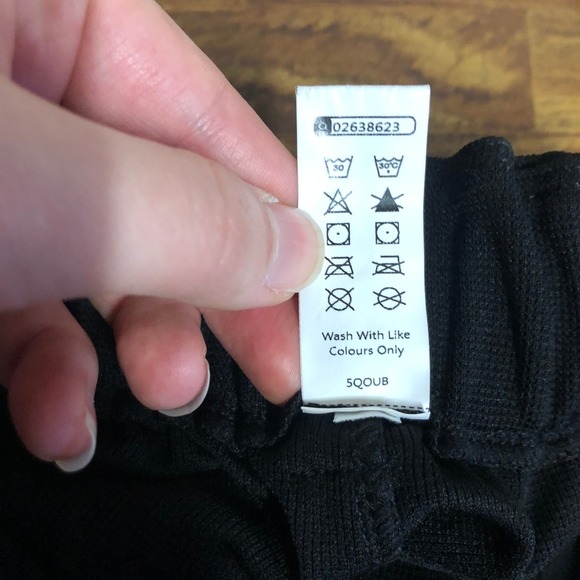 02638623
30 30°C
Wash With Like
Colours Only
5QOUB